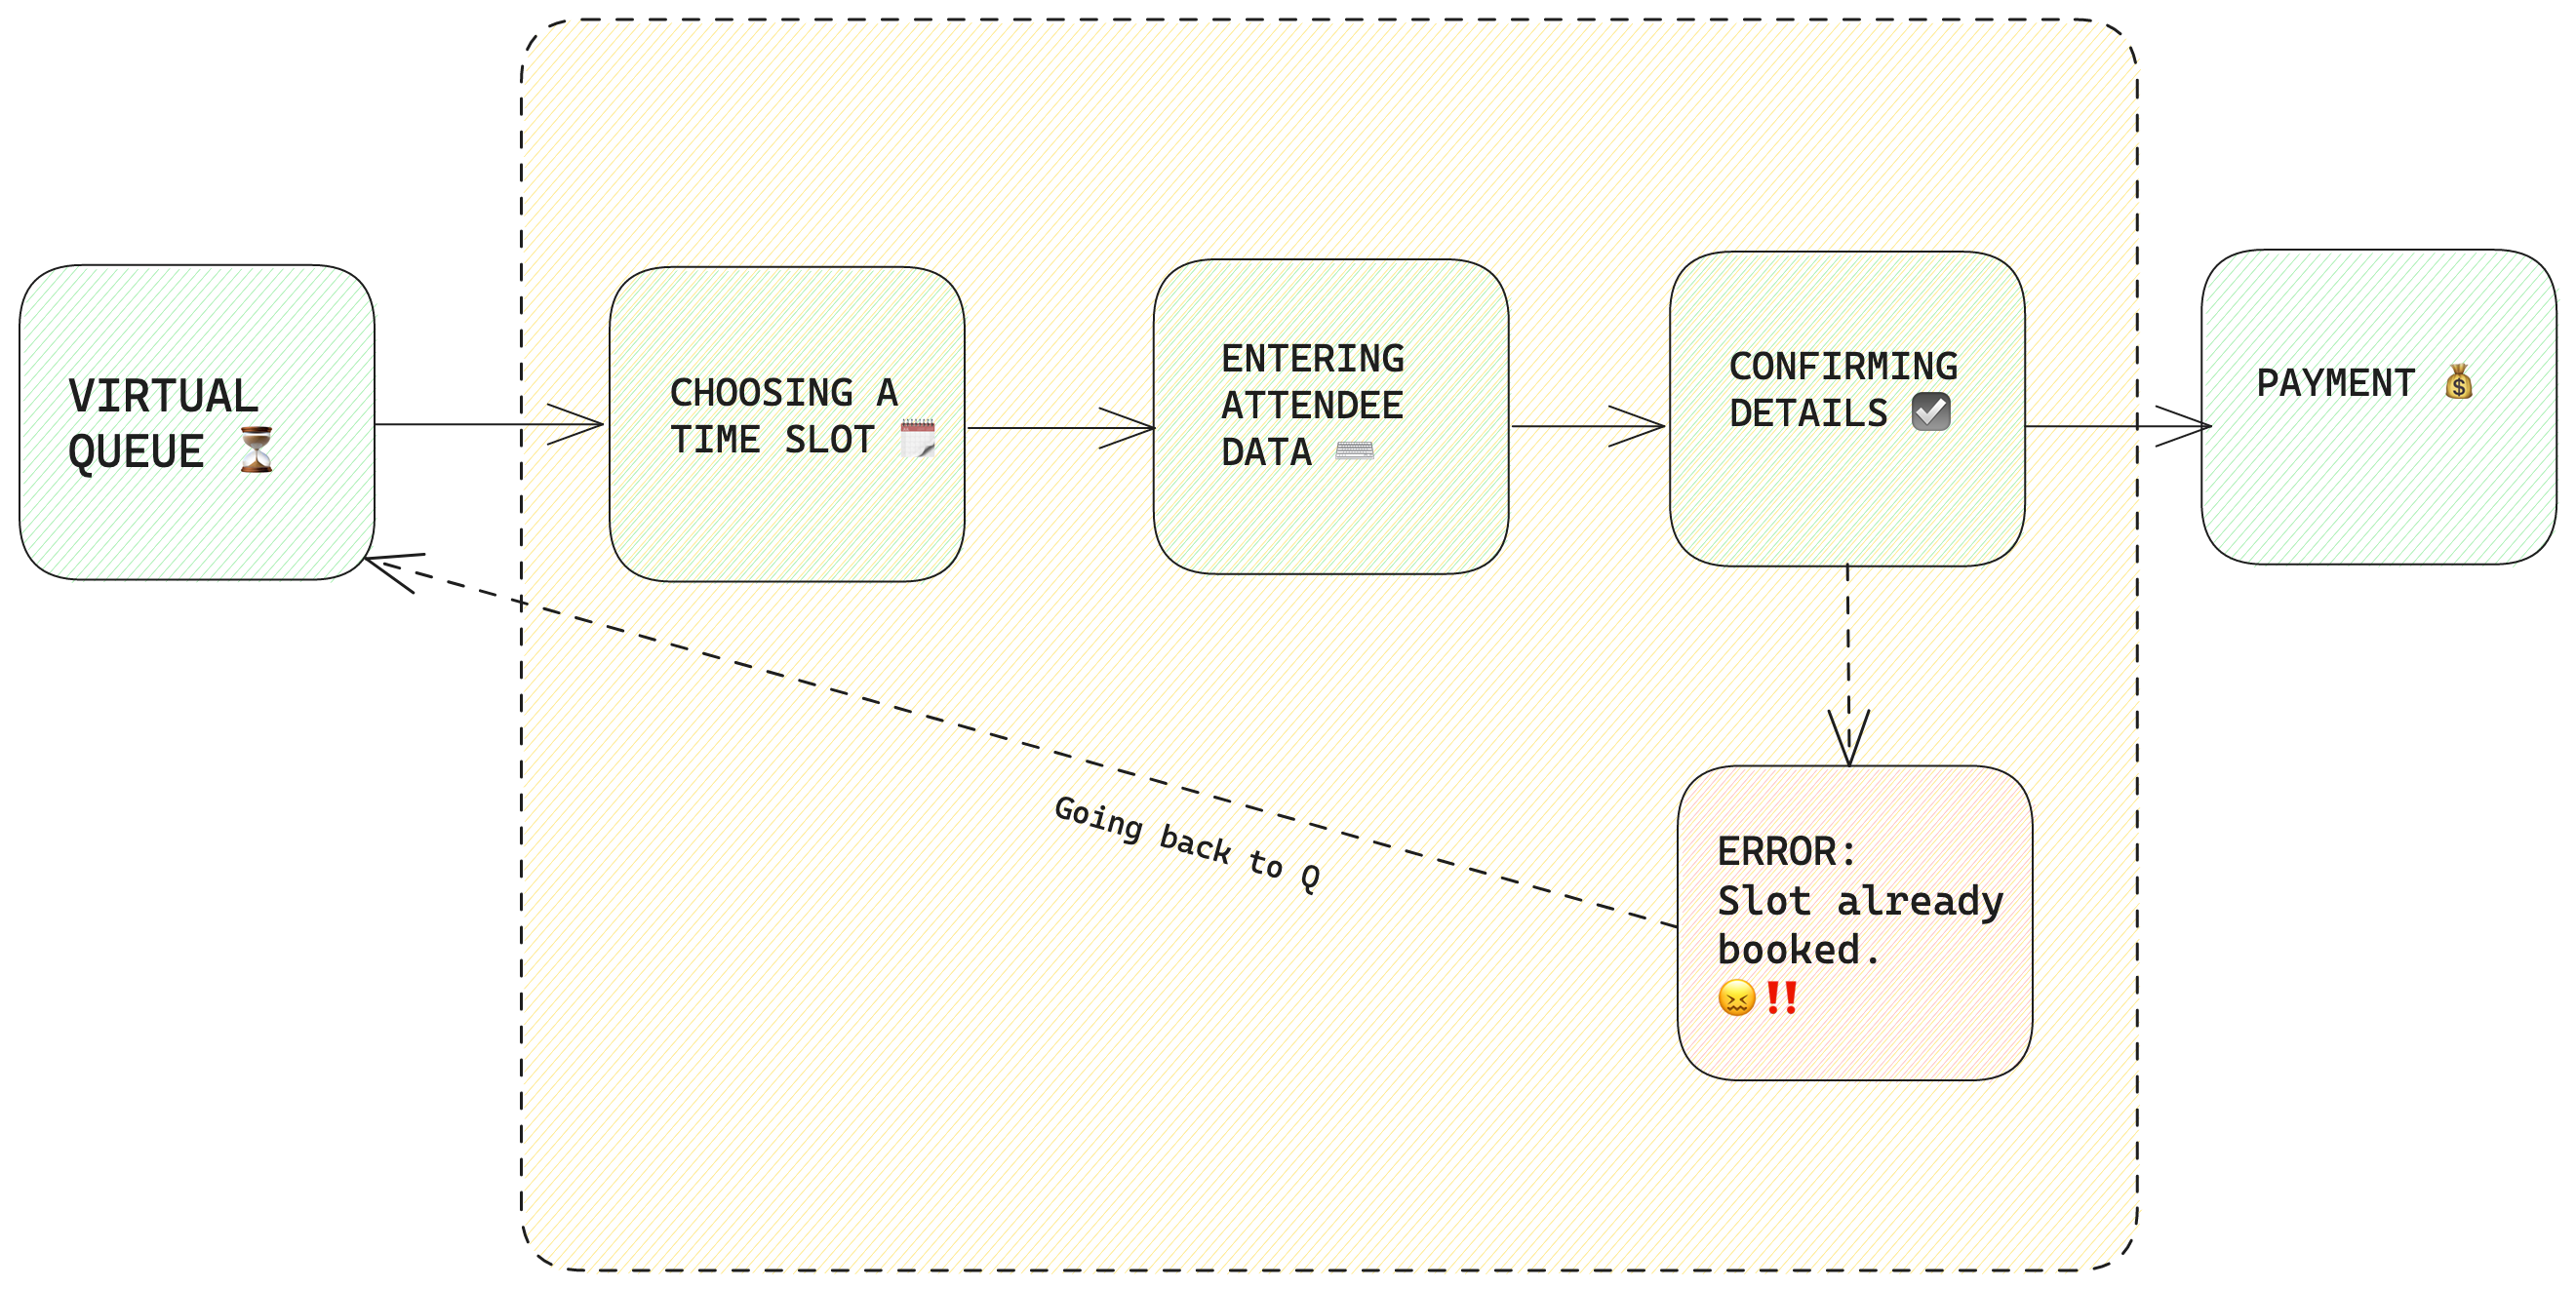 VIRTUAL
QUEUE ⏳
CHOOSING A
TIME SLOT 🗓️
ENTERING
ATTENDEE
DATA ⌨️
CONFIRMING
DETAILS ☑️
PAYMENT 💰
Going back to Q
ERROR:
Slot already
booked.
😖‼️